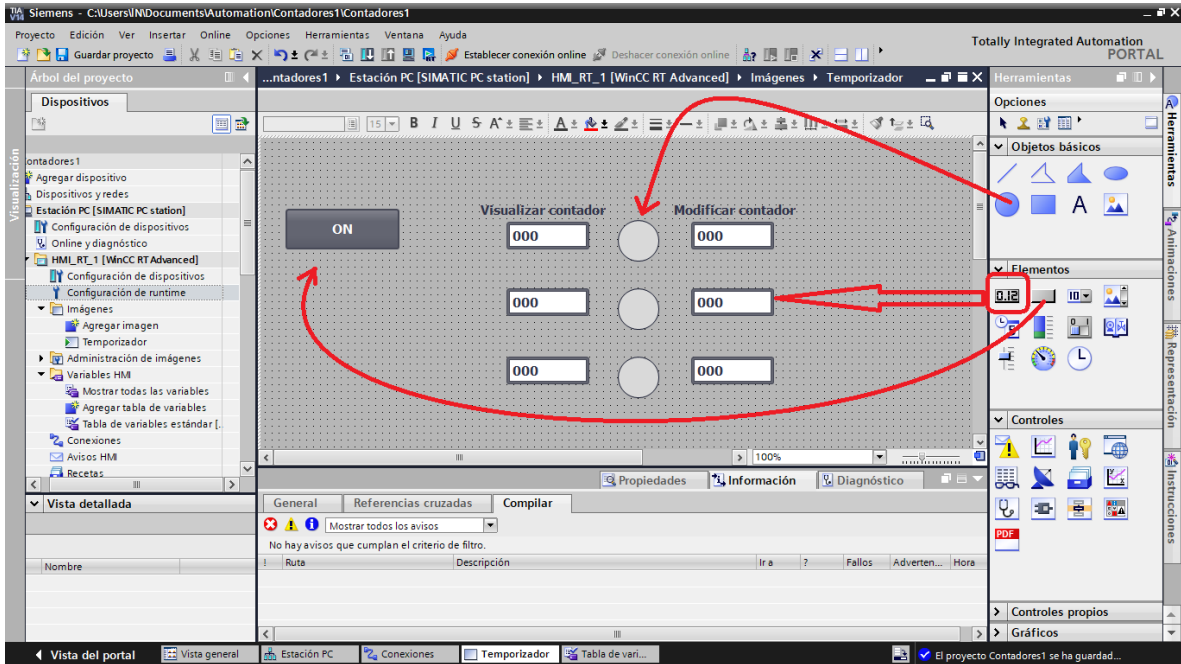 Siemens - C:\Users\IN\Documents\Automation\Contadores1\Contadores1
Proyecto Edición Ver Insertar Online Opciones Herramientas Ventana Ayuda
Guardar proyecto
Establecer conexión online
Deshacer conexión online
Totally Integrated Automation
PORTAL
Árbol del proyecto
...ntadores1 Estación PC [SIMATIC PC station] HMI_RT_1 [WinCC RT Advanced] Imágenes Temporizador
Herramientas
Dispositivos
Opciones
Visualización
ontadores1
Agregar dispositivo
Dispositivos y redes
Estación PC [SIMATIC PC station]
Configuración de dispositivos
Online y diagnóstico
HMI_RT_1 [WinCC RT Advanced]
Configuración de dispositivos
Configuración de runtime
Imágenes
Agregar imagen
Temporizador
Administración de imágenes
Variables HMI
Mostrar todas las variables
Agregar tabla de variables
Tabla de variables estándar [.
Conexiones
Avisos HMI
Recetas
Vista detallada
Nombre
15
B I U S A
Visualizar contador Modificar contador
ON
000 000
000 000
000 000
100%
Propiedades Información Diagnóstico
General Referencias cruzadas Compilar
Mostrar todos los avisos
No hay avisos que cumplan el criterio de filtro.
! Ruta Descripción Ir a ? Fallos Adverten... Hora
Objetos básicos
A
Elementos
0.12
10
Controles
PDF
Controles propios
Gráficos
Herramientas
Animaciones
Representación
Instrucciones
Vista del portal Vista general Estación PC Conexiones Temporizador Tabla de vari...
El proyecto Contadores1 se ha guardad...